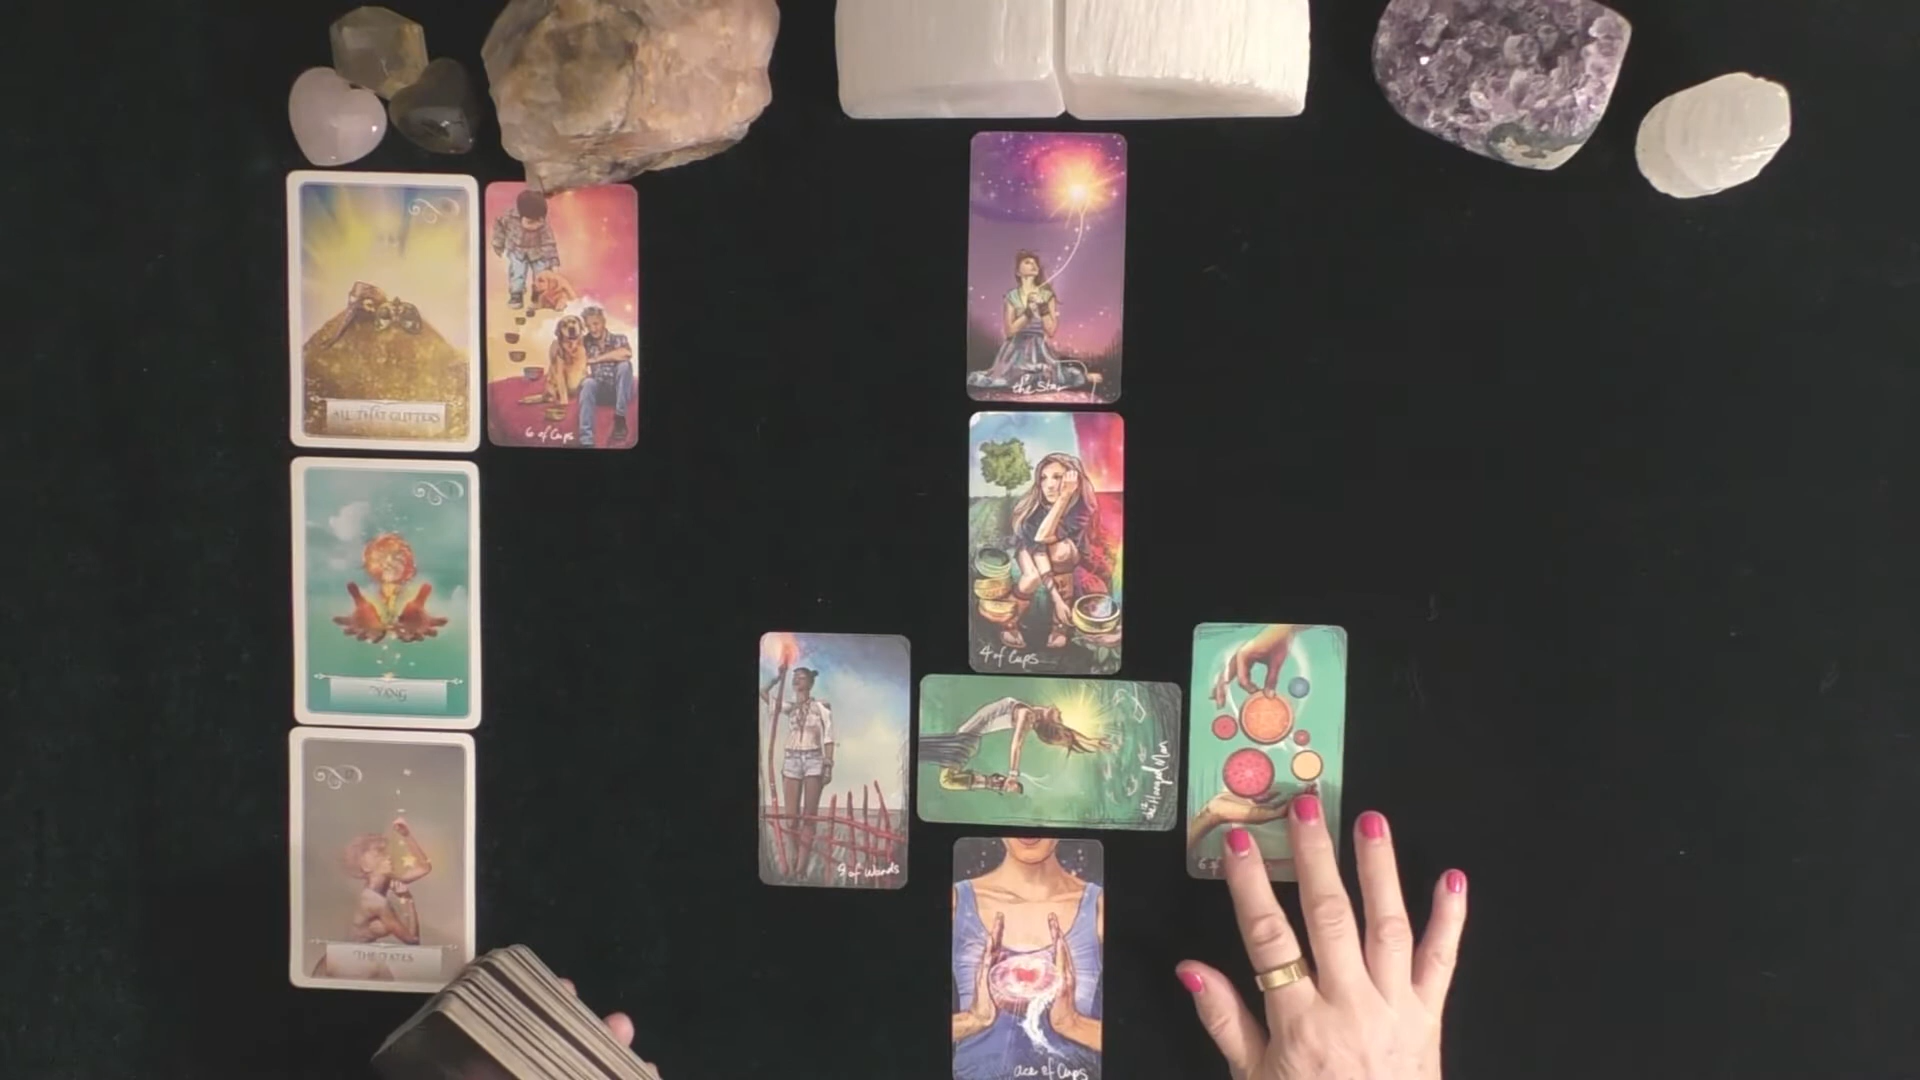 ALL THAT GLITTERS
6 of Cups
the Star
YANG
4 of Cups
9 of Wands
the Hanged Man
THE FATES
ace of Cups